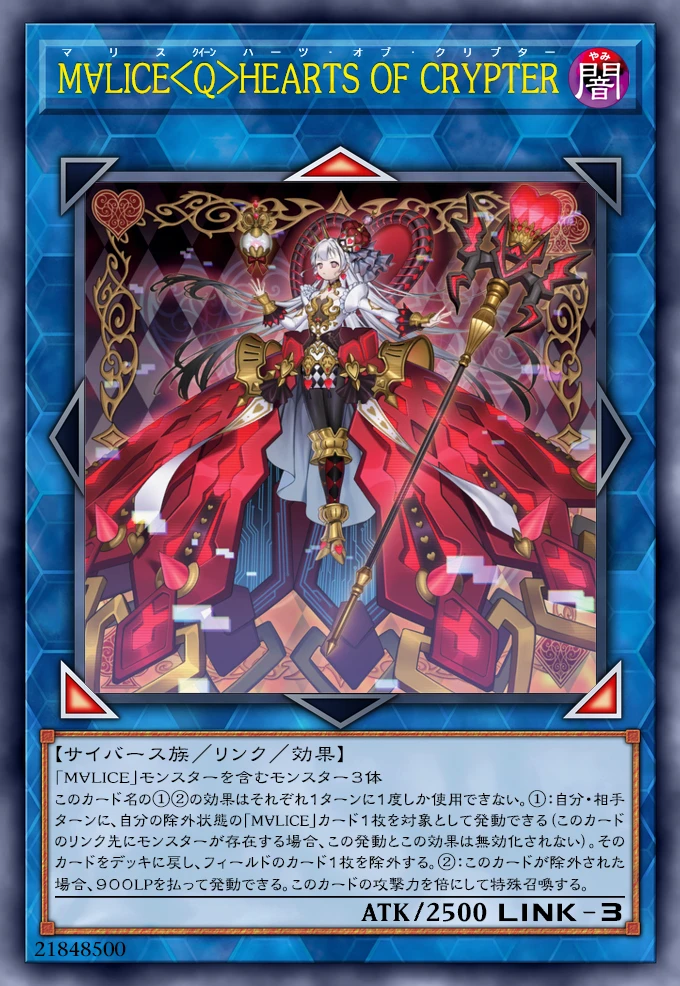 マリスクイーンハーツ・オブ・クリプター
M∀LICE<Q>HEARTS OF CRYPTER
やみ
闇
【サイバース族／リンク／効果】
「M∀LICE」モンスターを含むモンスター３体
このカード名の①②の効果はそれぞれ１ターンに１度しか使用できない。①：自分・相手
ターンに、自分の除外状態の「M∀LICE」カード１枚を対象として発動できる（このカード
のリンク先にモンスターが存在する場合、この発動とこの効果は無効化されない）。その
カードをデッキに戻し、フィールドのカード１枚を除外する。②：このカードが除外された
場合、９００LPを払って発動できる。このカードの攻撃力を倍にして特殊召喚する。
ATK/2500 LINK-3
21848500